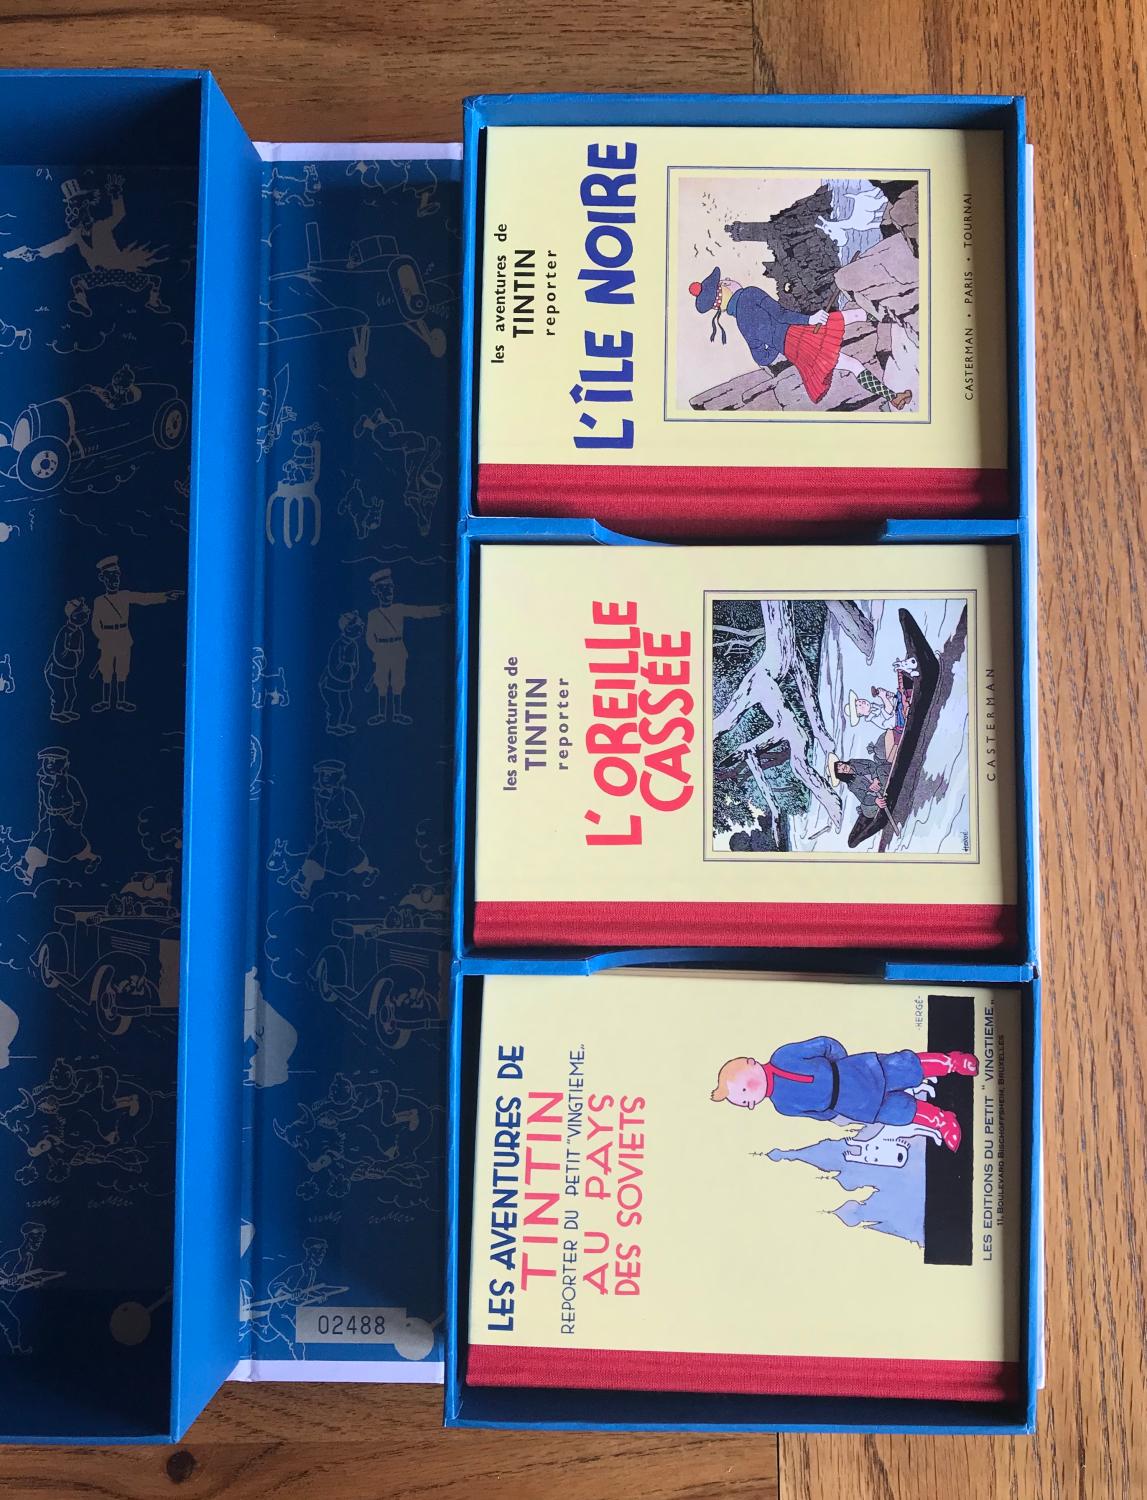 les aventures de
TINTIN
reporter
L'ÎLE NOIRE
CASTERMAN • PARIS • TOURNAI
les aventures de
TINTIN
reporter
L'OREILLE
CASSÉE
HERGÉ
CASTERMAN
LES AVENTURES DE
TINTIN
REPORTER DU PETIT "VINGTIEME"
AU PAYS
DES SOVIETS
-HERGÉ-
LES EDITIONS DU PETIT "VINGTIEME"
11, BOULEVARD BISCHOFFSHEIM, BRUXELLES
02488